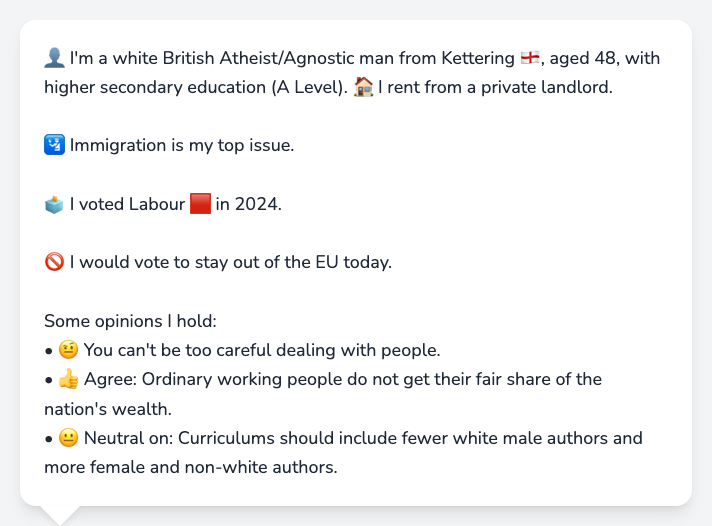 👤 I'm a white British Atheist/Agnostic man from Kettering 🏴󠁧󠁢󠁥󠁮󠁧󠁿, aged 48, with
higher secondary education (A Level). 🏠 I rent from a private landlord.
🛂 Immigration is my top issue.
🗳️ I voted Labour 🟥 in 2024.
🚫 I would vote to stay out of the EU today.
Some opinions I hold:
• 🤨 You can't be too careful dealing with people.
• 👍 Agree: Ordinary working people do not get their fair share of the
nation's wealth.
• 😐 Neutral on: Curriculums should include fewer white male authors and
more female and non-white authors.